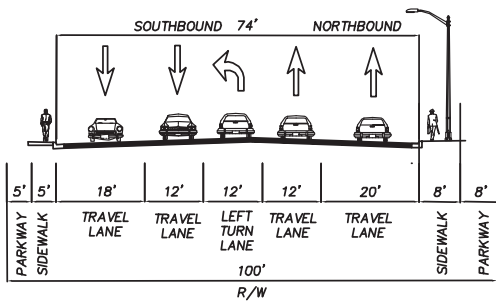 SOUTHBOUND 74' NORTHBOUND
5' 5' 18' 12' 12' 12' 20' 8' 8'
PARKWAY
SIDEWALK
TRAVEL
LANE
TRAVEL
LANE
LEFT
TURN
LANE
TRAVEL
LANE
TRAVEL
LANE
SIDEWALK
PARKWAY
100'
R/W